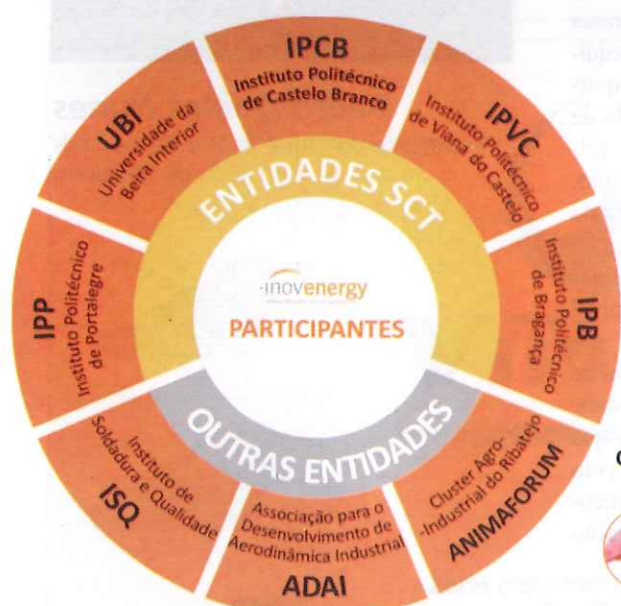 IPCB
Instituto Politécnico
de Castelo Branco
IPVC
Instituto Politécnico
de Viana do Castelo
IPB
Instituto Politécnico
de Bragança
ANIMAFORUM
Cluster Agro-
-Industrial do Ribatejo
ADAI
Associação para o
Desenvolvimento de
Aerodinâmica Industrial
ISQ
Instituto de
Soldadura e Qualidade
IPP
Instituto Politécnico
de Portalegre
UBI
Universidade da
Beira Interior
ENTIDADES SCT
inovenergy
PARTICIPANTES
OUTRAS ENTIDADES